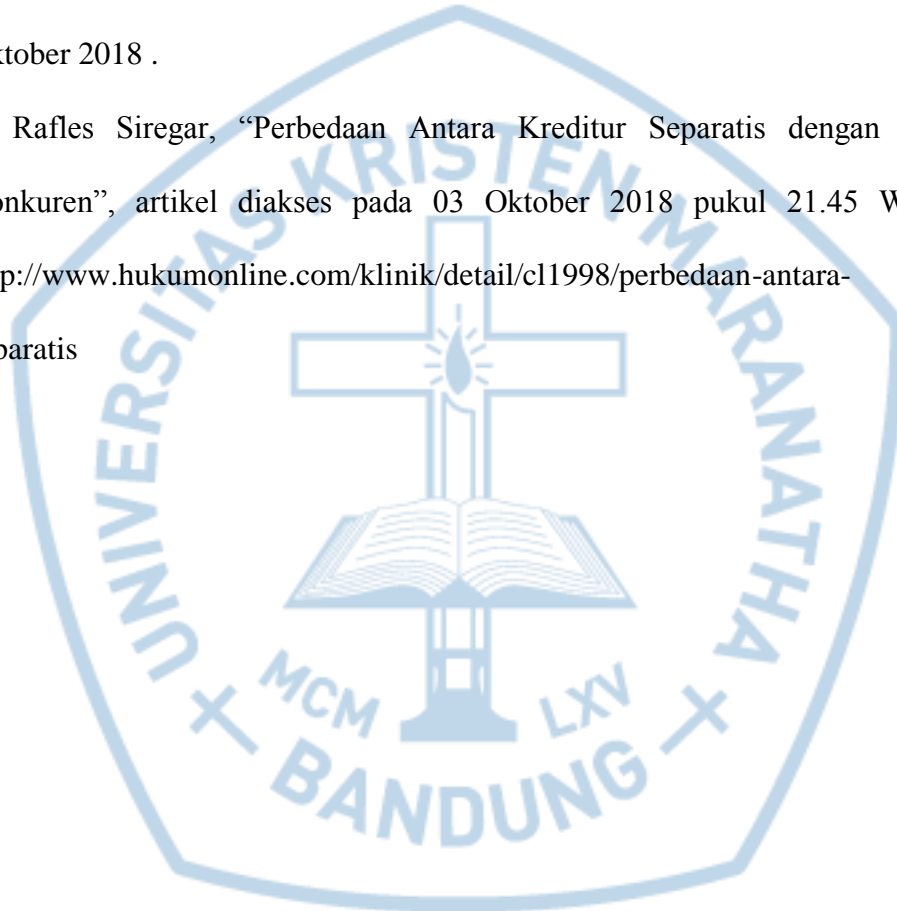 ktober 2018 .
Rafles Siregar, “Perbedaan Antara Kreditur Separatis dengan
onkuren”, artikel diakses pada 03 Oktober 2018 pukul 21.45 W
p://www.hukumonline.com/klinik/detail/cl1998/perbedaan-antara-
paratis
UNIVERSITAS KRISTEN MARANATHA
MCM LXV
BANDUNG